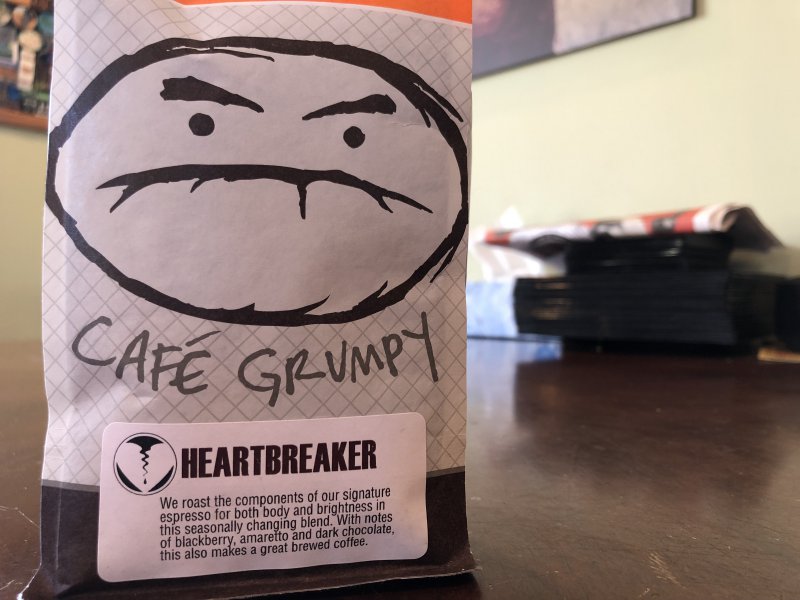 CAFÉ GRUMPY
HEARTBREAKER
We roast the components of our signature
espresso for both body and brightness in
this seasonally changing blend. With notes
of blackberry, amaretto and dark chocolate,
this also makes a great brewed coffee.